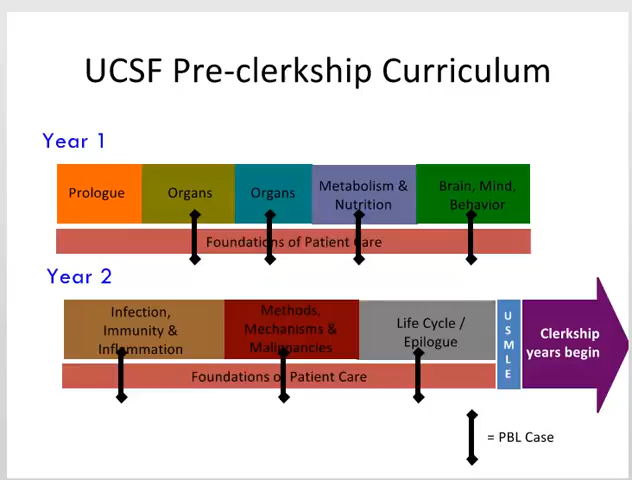 UCSF Pre-clerkship Curriculum
Year 1
Prologue
Organs
Organs
Metabolism &
Nutrition
Brain, Mind,
Behavior
Foundations of Patient Care
Year 2
Infection,
Immunity &
Inflammation
Methods,
Mechanisms &
Malignancies
Life Cycle /
Epilogue
USMLE
Clerkship
years begin
Foundations of Patient Care
= PBL Case